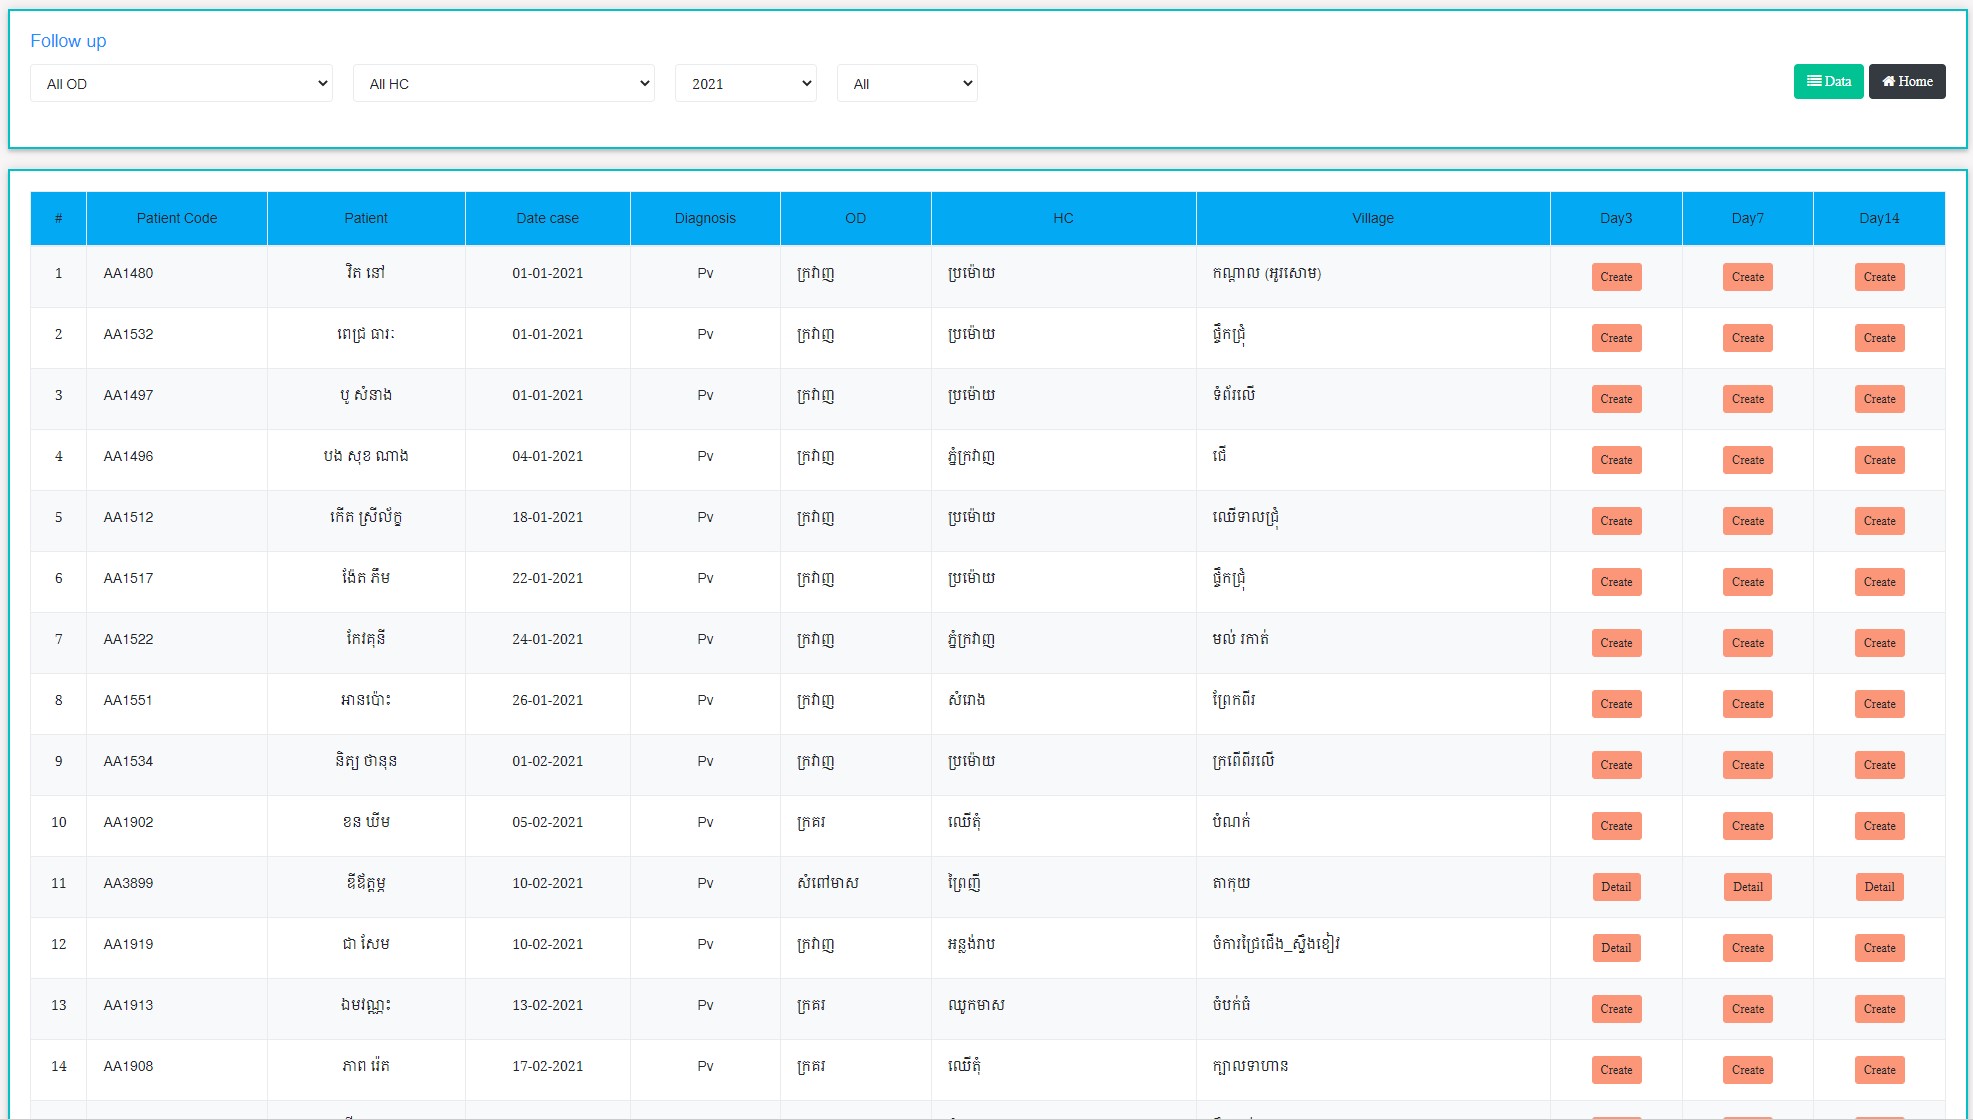 Follow up
All OD All HC 2021 All Data Home
# Patient Code Patient Date case Diagnosis OD HC Village Day3 Day7 Day14
1 AA1480 រិត នៅ 01-01-2021 Pv ក្រវាញ ប្រម៉ោយ កណ្តាល (អូរសោម) Create Create Create
2 AA1532 ពេជ្រ ធារៈ 01-01-2021 Pv ក្រវាញ ប្រម៉ោយ ផ្ទឹកជ្រុំ Create Create Create
3 AA1497 បូ សំនាង 01-01-2021 Pv ក្រវាញ ប្រម៉ោយ ទំព័រលើ Create Create Create
4 AA1496 បង សុខ ណាង 04-01-2021 Pv ក្រវាញ ភ្នំក្រវាញ ជើ Create Create Create
5 AA1512 កើត ស្រីល័ក្ខ 18-01-2021 Pv ក្រវាញ ប្រម៉ោយ ឈើទាលជ្រុំ Create Create Create
6 AA1517 ង៉ែត ភឹម 22-01-2021 Pv ក្រវាញ ប្រម៉ោយ ផ្ទឹកជ្រុំ Create Create Create
7 AA1522 កែវគុនី 24-01-2021 Pv ក្រវាញ ភ្នំក្រវាញ មល់ រកាត់ Create Create Create
8 AA1551 អានប៉ោះ 26-01-2021 Pv ក្រវាញ សំរោង ព្រែកពីរ Create Create Create
9 AA1534 និត្យ ថានុន 01-02-2021 Pv ក្រវាញ ប្រម៉ោយ ក្រពើពីរលើ Create Create Create
10 AA1902 ខន ឃីម 05-02-2021 Pv ក្រគរ ឈើតុំ បំណក់ Create Create Create
11 AA3899 ឌីឪត្តម្ភ 10-02-2021 Pv សំពៅមាស ព្រៃញី តាកុយ Detail Detail Detail
12 AA1919 ជា សែម 10-02-2021 Pv ក្រវាញ អន្លង់រាប ចំការជ្រៃជើង_ស្ទឹងខៀវ Detail Create Create
13 AA1913 ឯមវណ្ណះ 13-02-2021 Pv ក្រគរ ឈូកមាស ចំបក់ធំ Create Create Create
14 AA1908 ភាព រ៉េត 17-02-2021 Pv ក្រគរ ឈើតុំ ក្បាលទាហាន Create Create Create